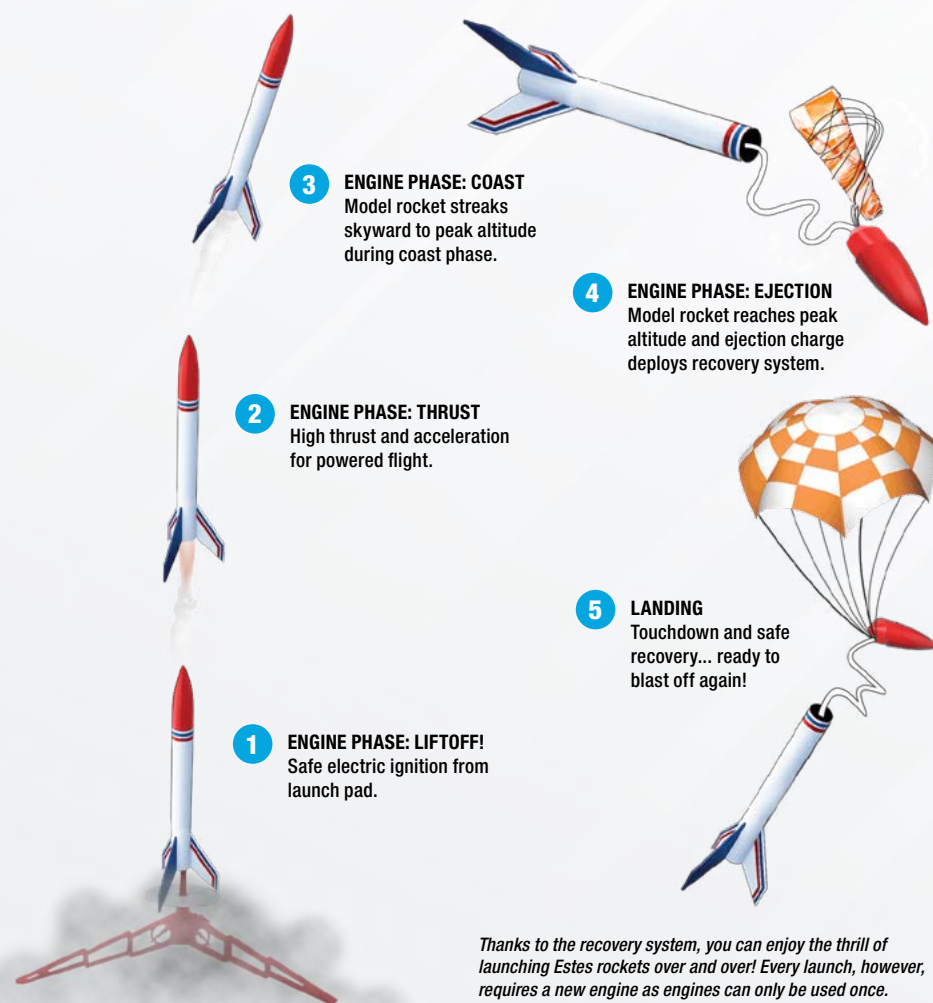 1
ENGINE PHASE: LIFTOFF!
Safe electric ignition from
launch pad.
2
ENGINE PHASE: THRUST
High thrust and acceleration
for powered flight.
3
ENGINE PHASE: COAST
Model rocket streaks
skyward to peak altitude
during coast phase.
4
ENGINE PHASE: EJECTION
Model rocket reaches peak
altitude and ejection charge
deploys recovery system.
5
LANDING
Touchdown and safe
recovery... ready to
blast off again!
Thanks to the recovery system, you can enjoy the thrill of
launching Estes rockets over and over! Every launch, however,
requires a new engine as engines can only be used once.